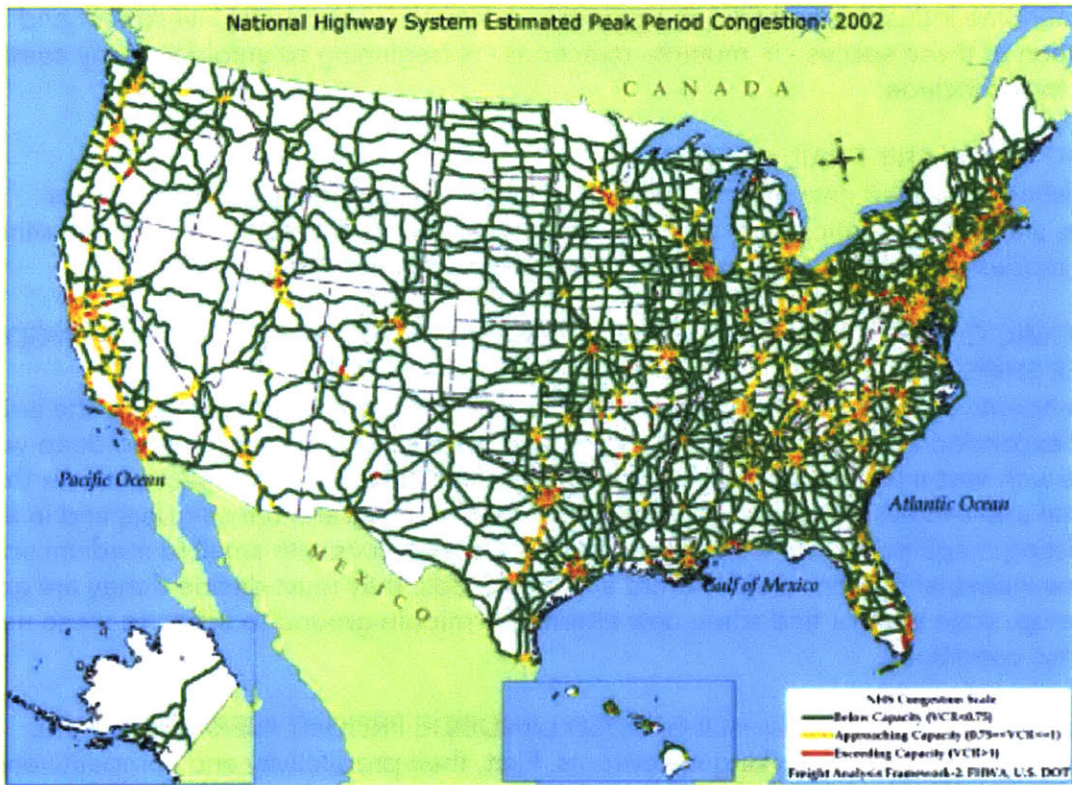 National Highway System Estimated Peak Period Congestion: 2002
CANADA
Pacific Ocean
Atlantic Ocean
MEXICO
Gulf of Mexico
NHS Congestion Scale
Below Capacity (VCR<0.75)
Approaching Capacity (0.75=<VCR<=1)
Exceeding Capacity (VCR>1)
Freight Analysis Framework-2, FHWA, U.S. DOT